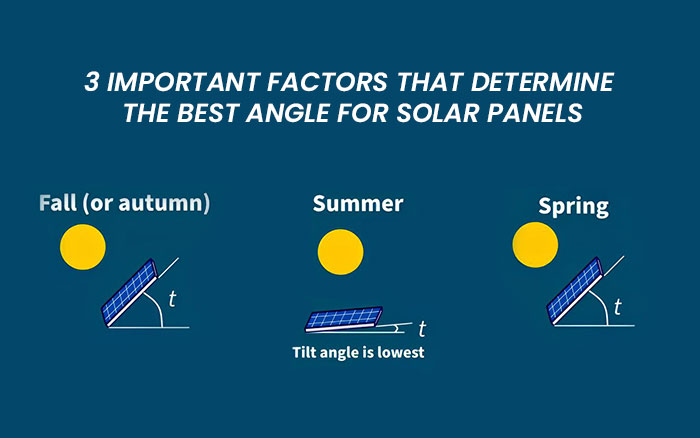 3 IMPORTANT FACTORS THAT DETERMINE
THE BEST ANGLE FOR SOLAR PANELS
Fall (or autumn)
Summer
Spring
t
t
t
Tilt angle is lowest